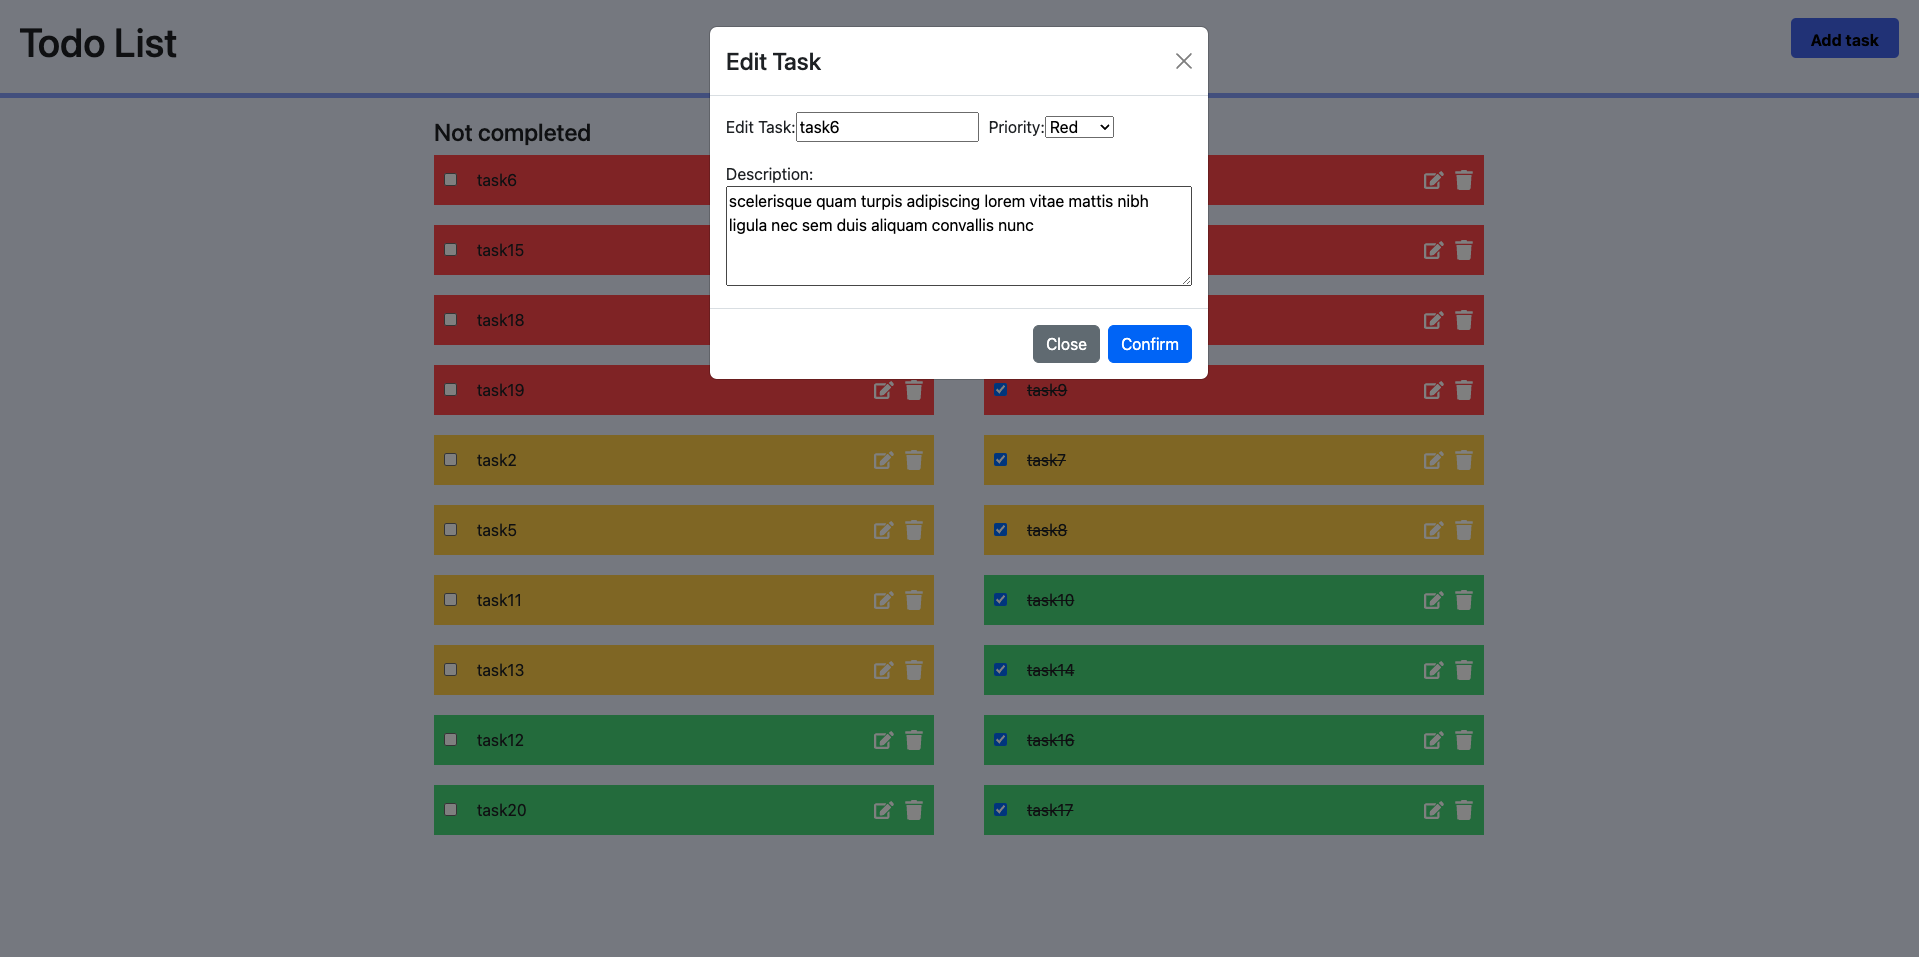 Todo List
Add task
Edit Task
Edit Task: task6 Priority: Red
Description:
scelerisque quam turpis adipiscing lorem vitae mattis nibh
ligula nec sem duis aliquam convallis nunc
Close Confirm
Not completed
task6
task15
task18
task19
task2
task5
task11
task13
task12
task20
task9
task7
task8
task10
task14
task16
task17